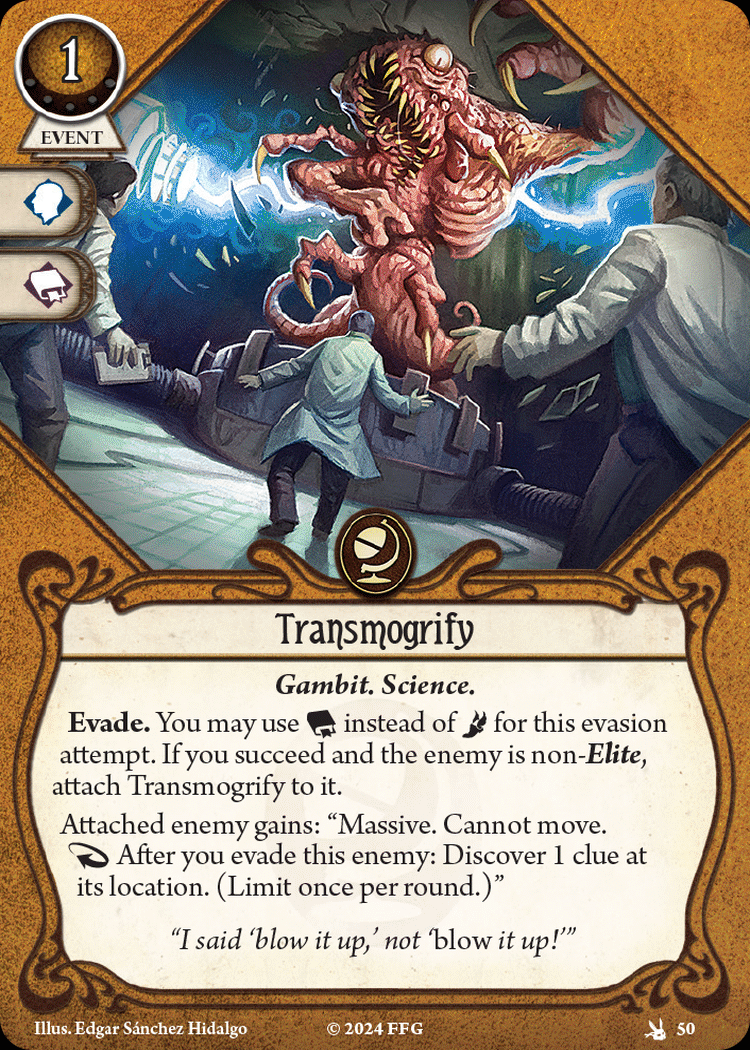 1
EVENT
Transmogrify
Gambit. Science.
Evade. You may use instead of for this evasion
attempt. If you succeed and the enemy is non-Elite,
attach Transmogrify to it.
Attached enemy gains: “Massive. Cannot move.
After you evade this enemy: Discover 1 clue at
its location. (Limit once per round.)”
“I said ‘blow it up,’ not ‘blow it up!’”
Illus. Edgar Sánchez Hidalgo © 2024 FFG 50